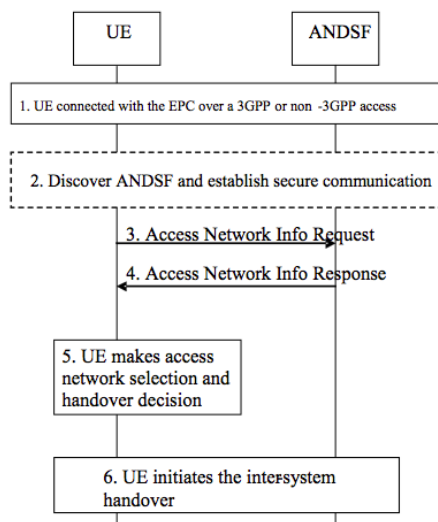 UE
ANDSF
1. UE connected with the EPC over a 3GPP or non -3GPP access
2. Discover ANDSF and establish secure communication
3. Access Network Info Request
4. Access Network Info Response
5. UE makes access
network selection and
handover decision
6. UE initiates the inter-system
handover